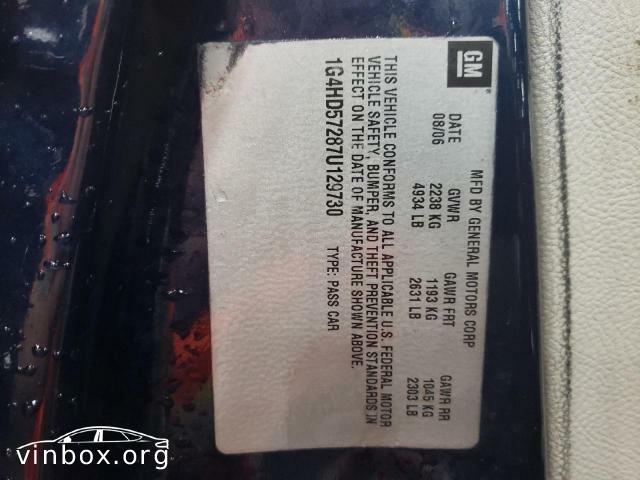 GM
MFD BY GENERAL MOTORS CORP
DATE GVWR GAWR FRT GAWR RR
08/06 2238 KG 1193 KG 1045 KG
4934 LB 2631 LB 2303 LB
THIS VEHICLE CONFORMS TO ALL APPLICABLE U.S. FEDERAL MOTOR
VEHICLE SAFETY, BUMPER, AND THEFT PREVENTION STANDARDS IN
EFFECT ON THE DATE OF MANUFACTURE SHOWN ABOVE.
1G4HD57287U129730 TYPE: PASS CAR
vinbox.org